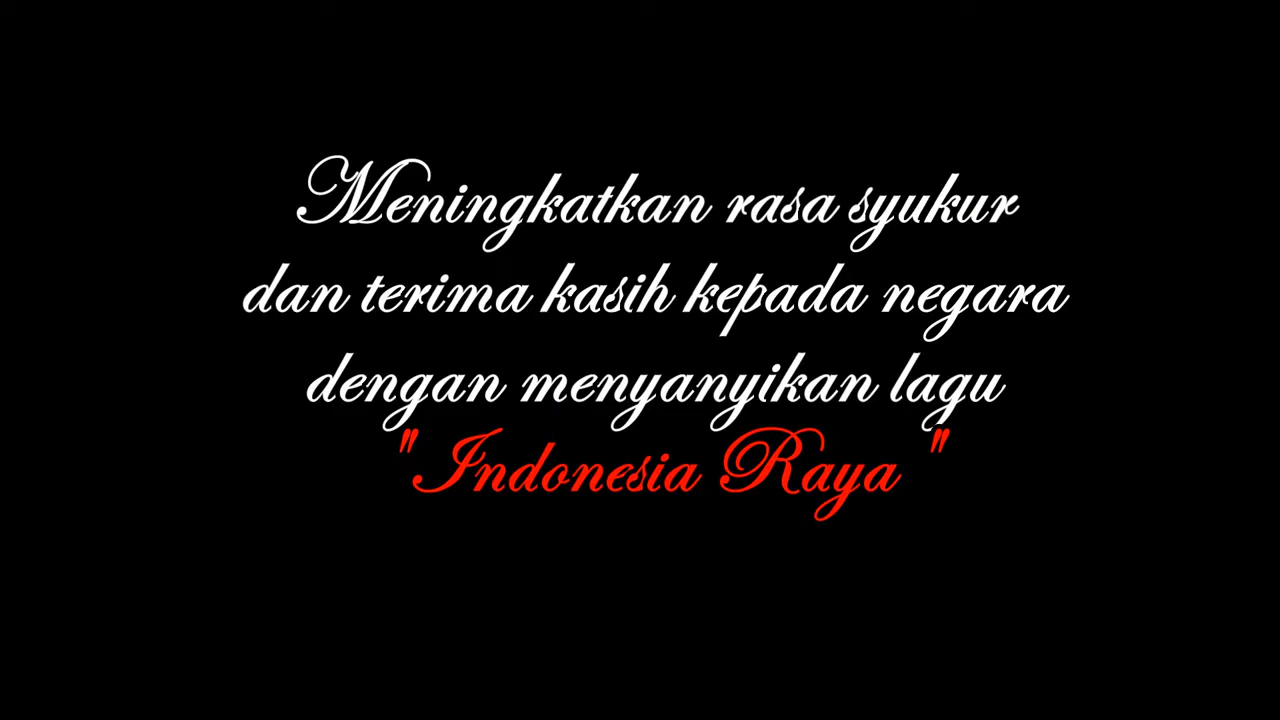 Meningkatkan rasa syukur
dan terima kasih kepada negara
dengan menyanyikan lagu
"Indonesia Raya "